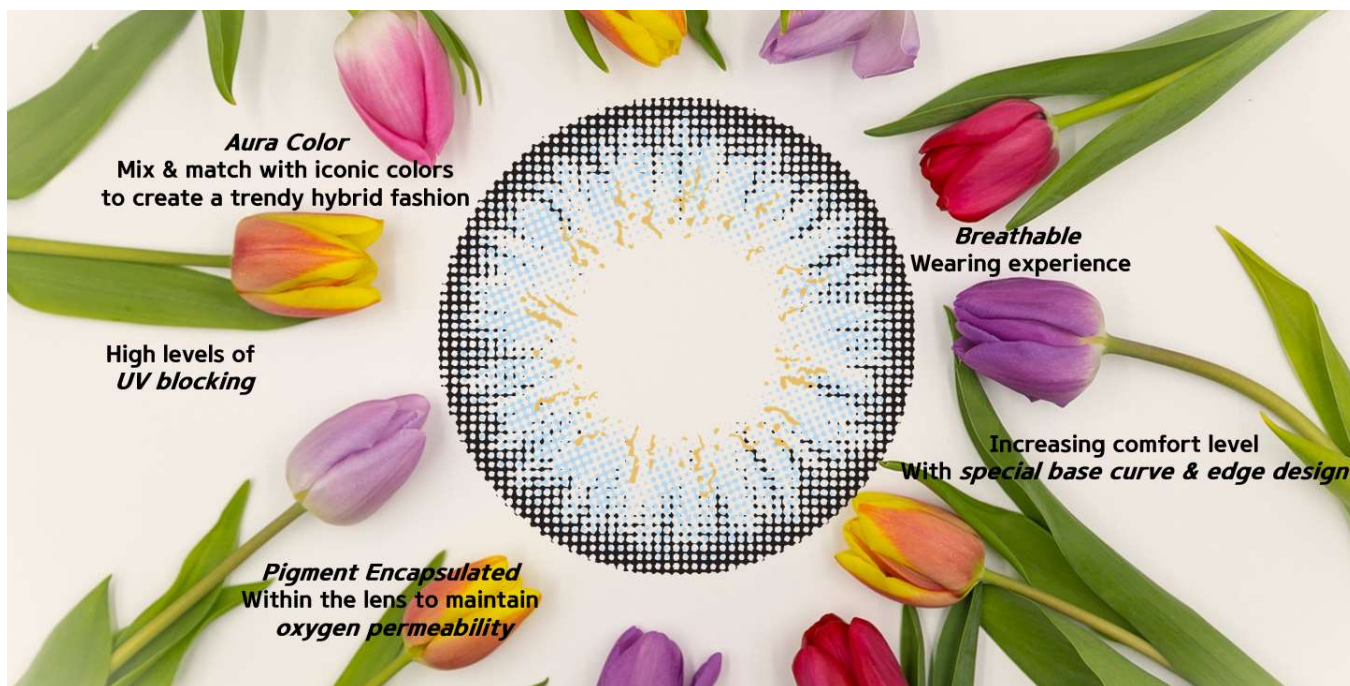 Aura Color
Mix & match with iconic colors
to create a trendy hybrid fashion
High levels of
UV blocking
Pigment Encapsulated
Within the lens to maintain
oxygen permeability
Breathable
Wearing experience
Increasing comfort level
With special base curve & edge design